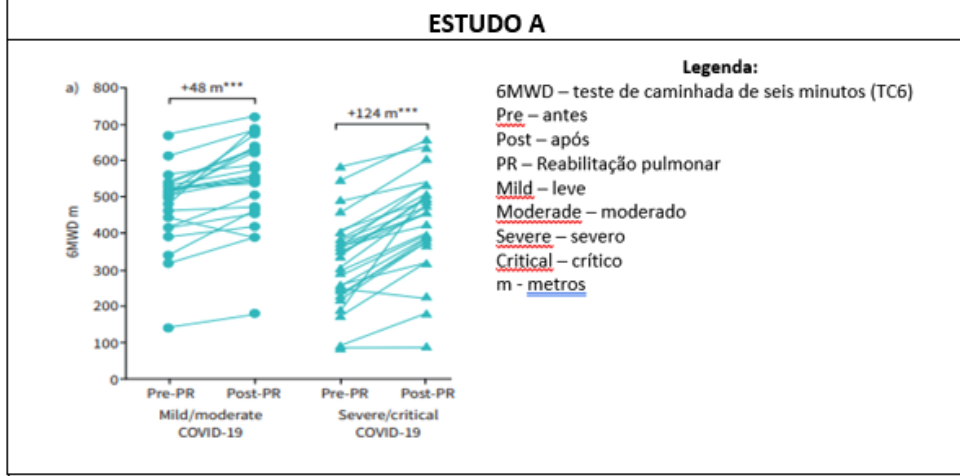 ESTUDO A
a)
+48 m***
+124 m***
800
700
600
500
400
300
200
100
0
6MWD m
Pre-PR Post-PR Pre-PR Post-PR
Mild/moderate Severe/critical
COVID-19 COVID-19
Legenda:
6MWD – teste de caminhada de seis minutos (TC6)
Pre – antes
Post – após
PR – Reabilitação pulmonar
Mild – leve
Moderade – moderado
Severe – severo
Critical – crítico
m - metros